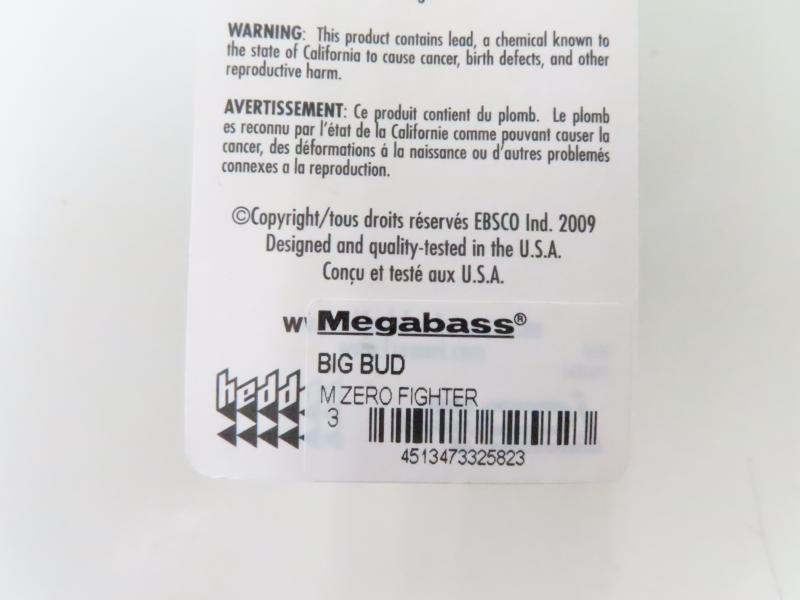 WARNING: This product contains lead, a chemical known to
the state of California to cause cancer, birth defects, and other
reproductive harm.
AVERTISSEMENT: Ce produit contient du plomb. Le plomb
es reconnu par l'état de la Californie comme pouvant causer la
cancer, des déformations á la naissance ou d'autres problemés
connexes a la reproduction.
©Copyright/tous droits réservés EBSCO Ind. 2009
Designed and quality-tested in the U.S.A.
Conçu et testé aux U.S.A.
Megabass®
BIG BUD
hedd
M ZERO FIGHTER
3
4513473325823